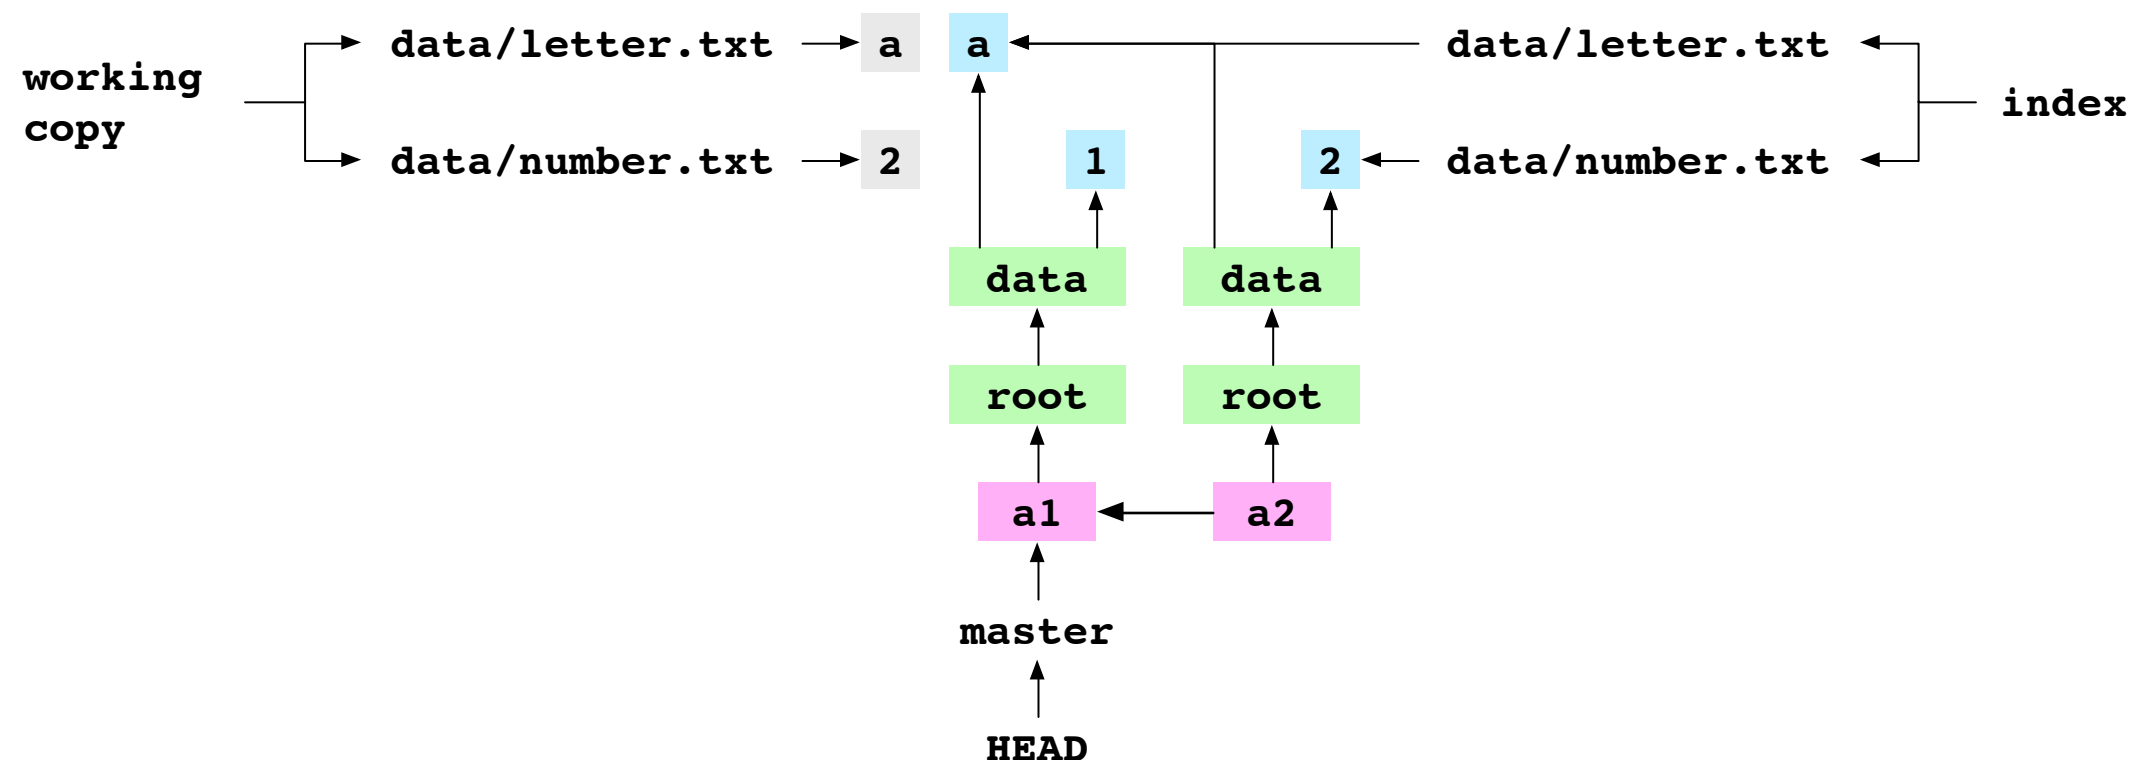 data/letter.txt a a data/letter.txt
working
copy
index
data/number.txt 2 1 2 data/number.txt
data data
root root
a1 a2
master
HEAD